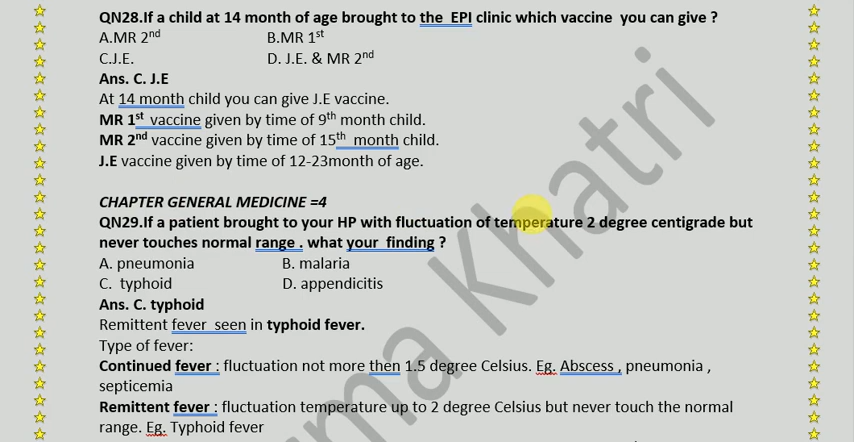 QN28.If a child at 14 month of age brought to the EPI clinic which vaccine you can give ?
A.MR 2nd B.MR 1st
C.J.E. D. J.E. & MR 2nd
Ans. C. J.E
At 14 month child you can give J.E vaccine.
MR 1st vaccine given by time of 9th month child.
MR 2nd vaccine given by time of 15th month child.
J.E vaccine given by time of 12-23month of age.
CHAPTER GENERAL MEDICINE =4
QN29.If a patient brought to your HP with fluctuation of temperature 2 degree centigrade but
never touches normal range . what your finding ?
A. pneumonia B. malaria
C. typhoid D. appendicitis
Ans. C. typhoid
Remittent fever seen in typhoid fever.
Type of fever:
Continued fever : fluctuation not more then 1.5 degree Celsius. Eg. Abscess , pneumonia ,
septicemia
Remittent fever : fluctuation temperature up to 2 degree Celsius but never touch the normal
range. Eg. Typhoid fever
Khatri